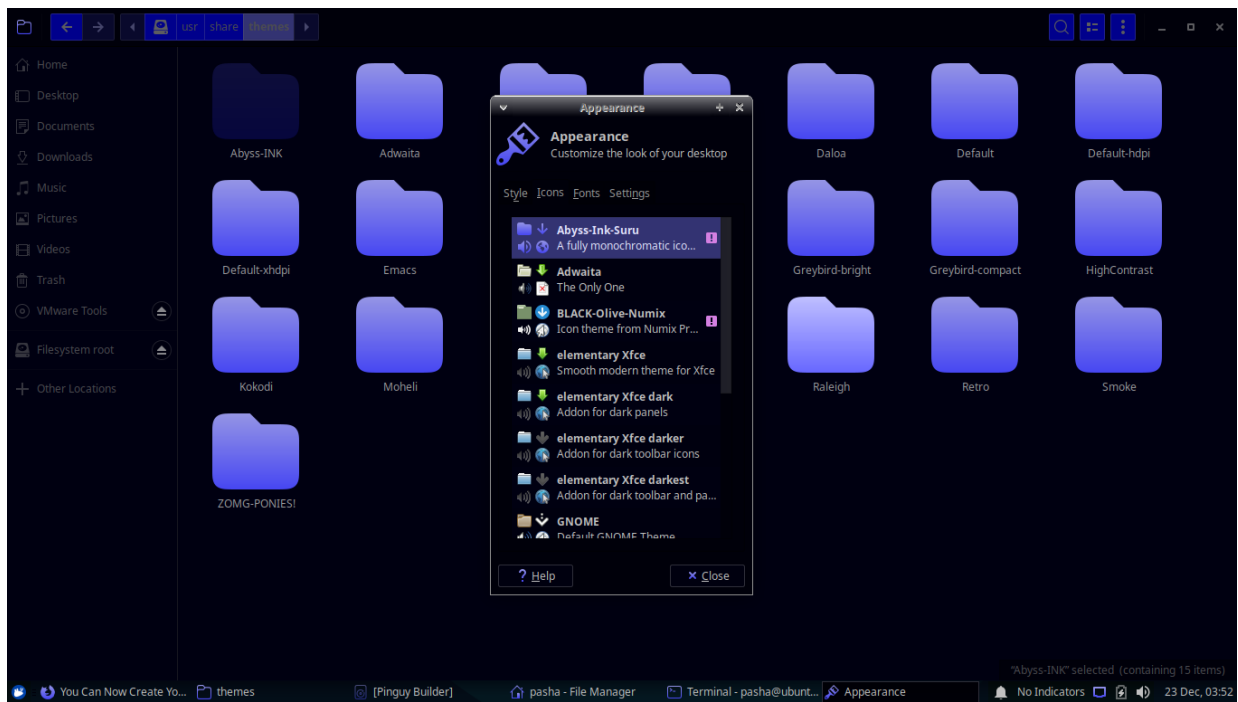 usr share themes
Home
Desktop
Documents
Downloads
Music
Pictures
Videos
Trash
VMware Tools
Filesystem root
Other Locations
Abyss-INK Adwaita Daloa Default Default-hdpi
Default-xhdpi Emacs Greybird-bright Greybird-compact HighContrast
Kokodi Moheli Raleigh Retro Smoke
ZOMG-PONIES!
Appearance
Appearance
Customize the look of your desktop
Style Icons Fonts Settings
Abyss-Ink-Suru
A fully monochromatic ico...
Adwaita
The Only One
BLACK-Olive-Numix
Icon theme from Numix Pr...
elementary Xfce
Smooth modern theme for Xfce
elementary Xfce dark
Addon for dark panels
elementary Xfce darker
Addon for dark toolbar icons
elementary Xfce darkest
Addon for dark toolbar and pa...
GNOME
Default GNOME Theme
? Help Close
"Abyss-INK" selected (containing 15 items)
You Can Now Create Yo... themes [Pinguy Builder] pasha - File Manager Terminal - pasha@ubunt... Appearance No Indicators 23 Dec, 03:52